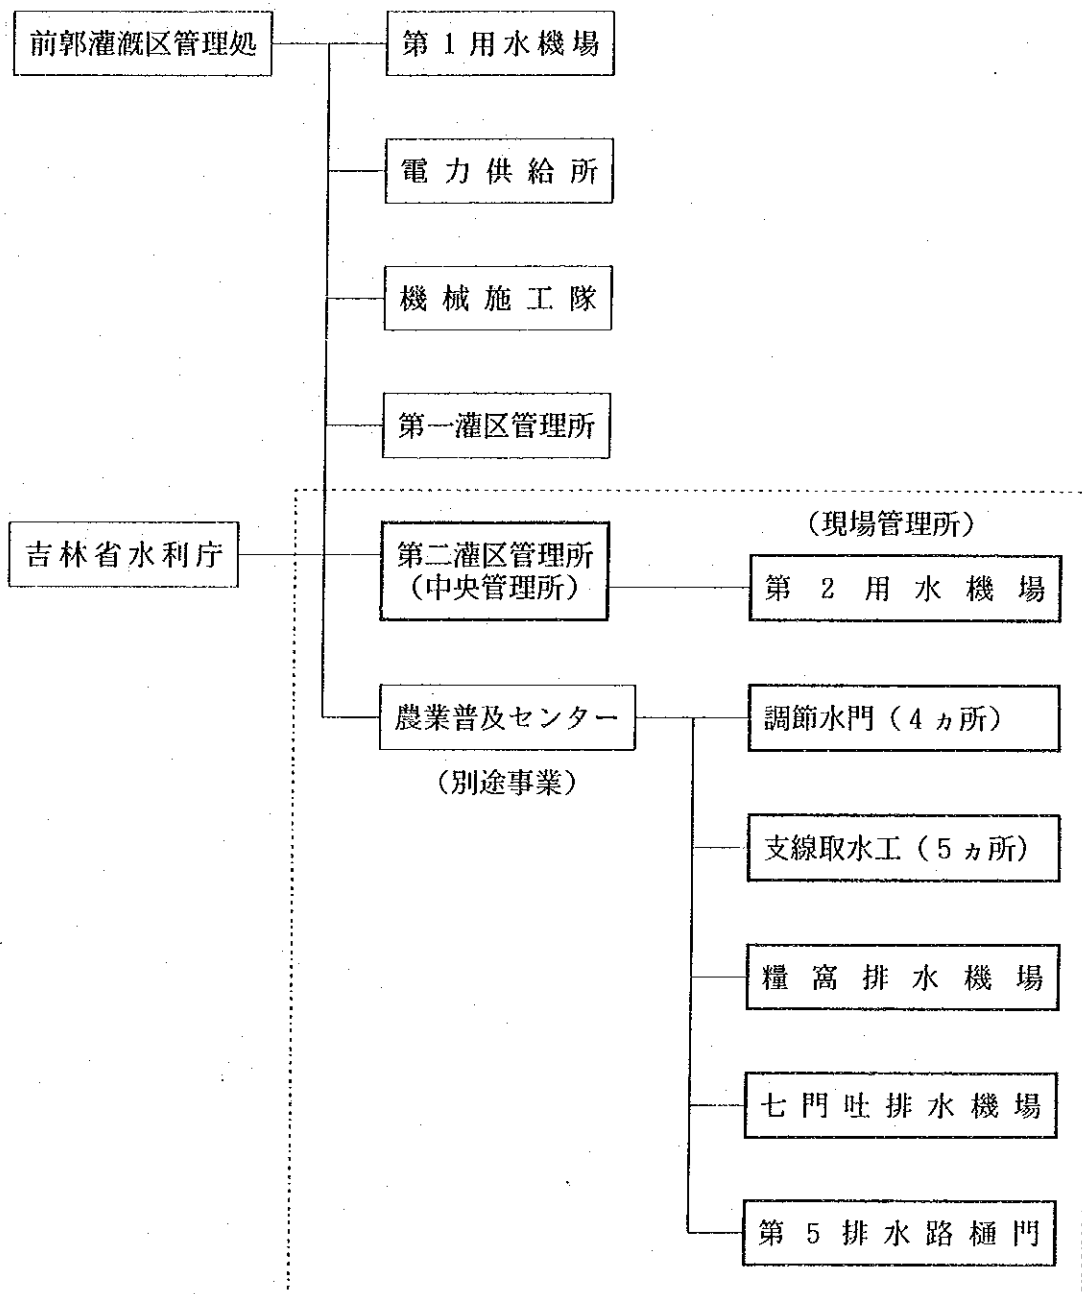 前郭灌漑区管理処
第1用水機場
電力供給所
機械施工隊
第一灌区管理所
吉林省水利庁
第二灌区管理所
(中央管理所)
(現場管理所)
第2用水機場
農業普及センター
(別途事業)
調節水門(4ヵ所)
支線取水工(5ヵ所)
糧窩排水機場
七門吐排水機場
第5排水路樋門